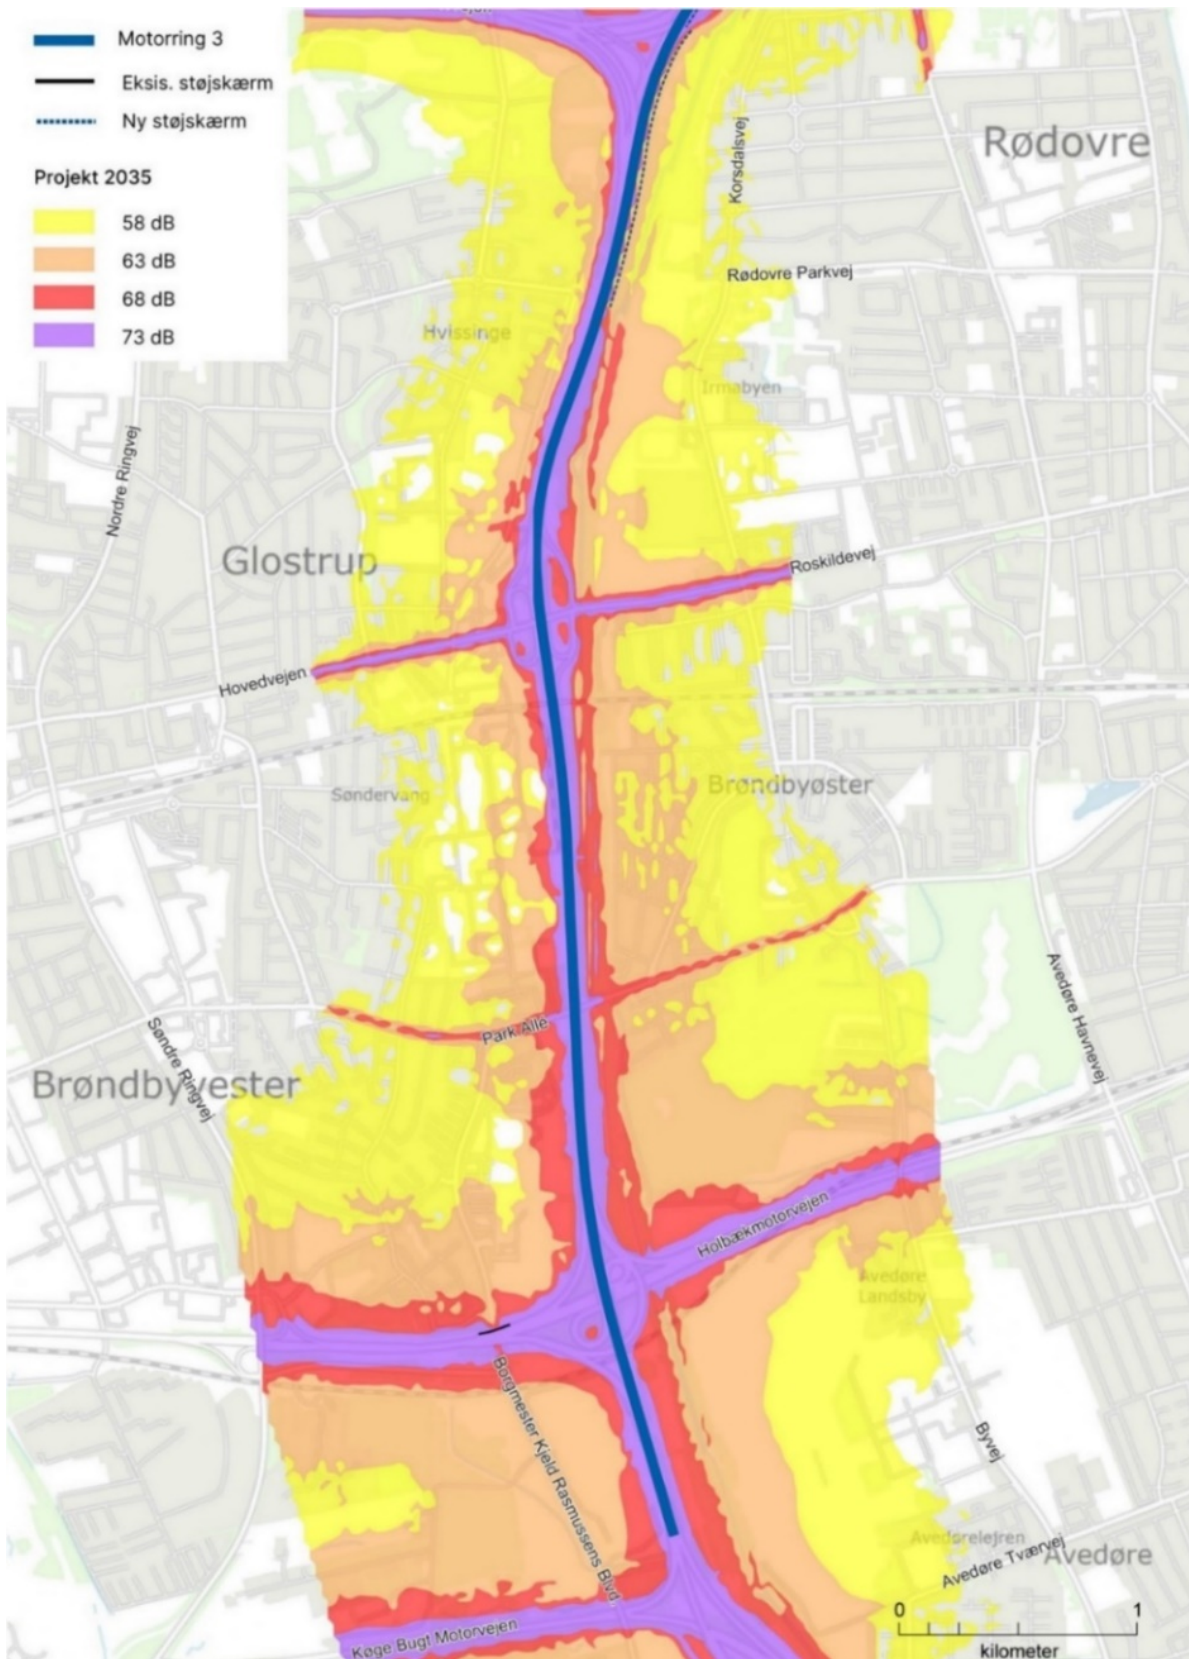 Motorring 3
Eksis. støjskærm
Ny støjskærm
Projekt 2035
58 dB
63 dB
68 dB
73 dB
Rødovre
Korsdalsvej
Rødovre Parkvej
Hvissinge
Irmabyen
Nordre Ringvej
Glostrup
Roskildevej
Hovedvejen
Søndervang
Brøndbyøster
Avedøre Havnevej
Park Alle
Søndre Ringvej
Brøndbyvester
Holbækmotorvejen
Avedøre
Landsby
Borgmester Kjeld Rasmussens Blvd.
Byvej
Avedørelejren
Avedøre Tværvej
Avedøre
Køge Bugt Motorvejen
0 1
kilometer